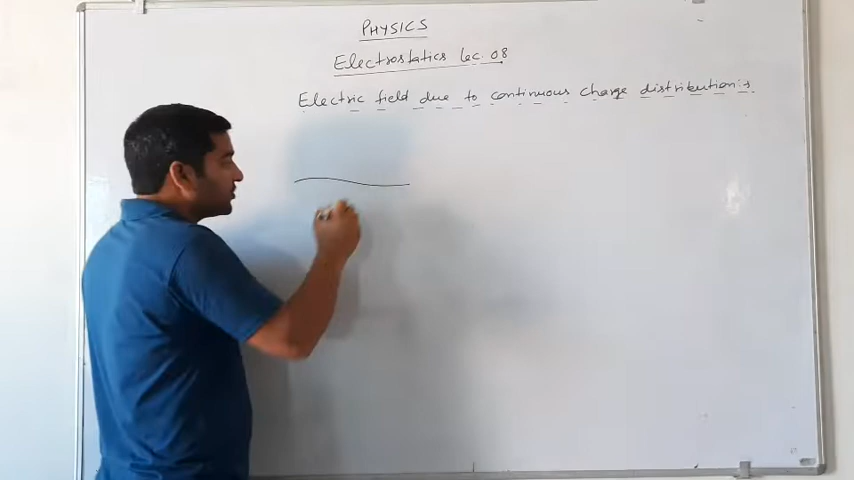 PHYSICS
Electrostatics Lec. 08
Electric field due to continuous charge distributions